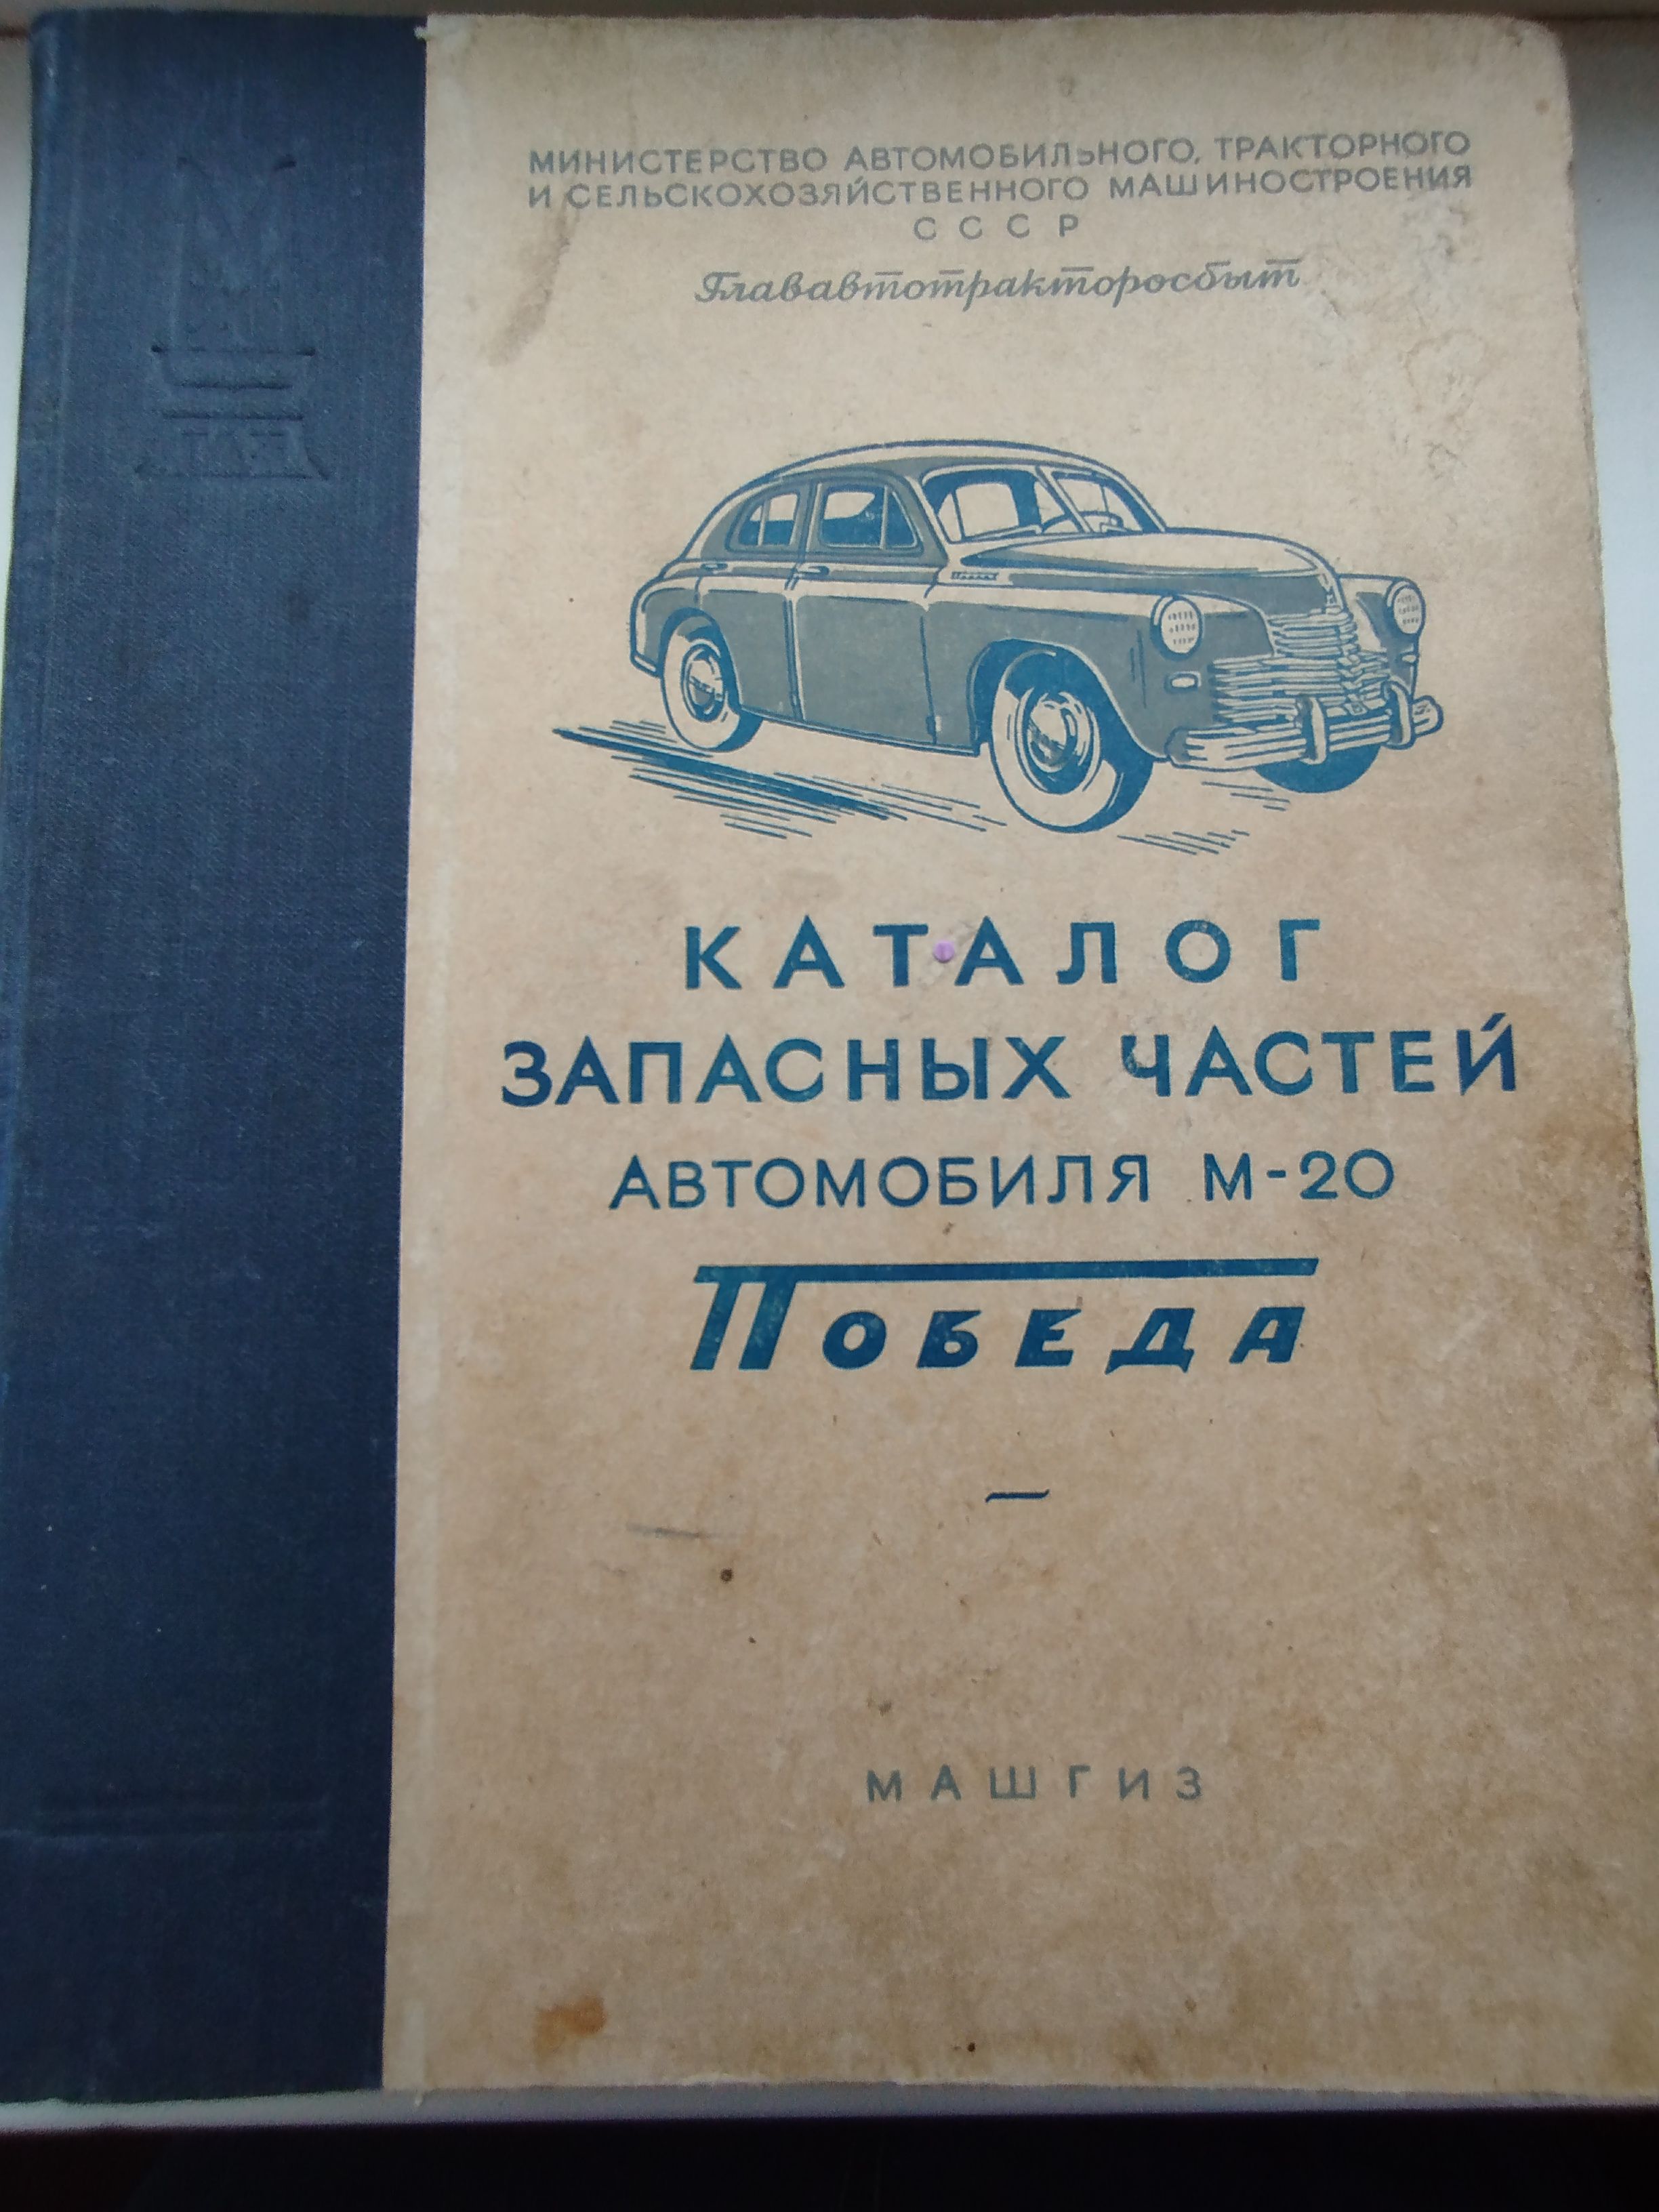 МИНИСТЕРСТВО АВТОМОБИЛЬНОГО, ТРАКТОРНОГО
И СЕЛЬСКОХОЗЯЙСТВЕННОГО МАШИНОСТРОЕНИЯ
СССР
Глававтотракторосбыт
КАТАЛОГ
ЗАПАСНЫХ ЧАСТЕЙ
АВТОМОБИЛЯ М-20
ПОБЕДА
МАШГИЗ